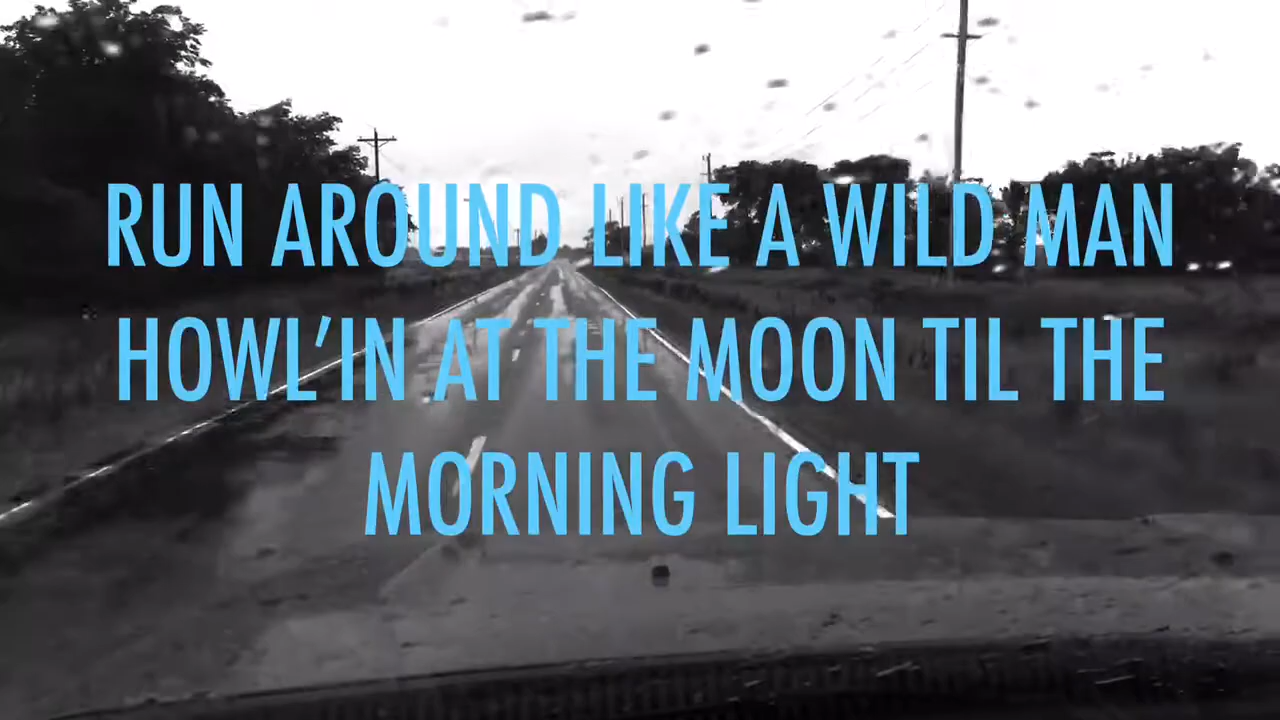 RUN AROUND LIKE A WILD MAN
HOWL’IN AT THE MOON TIL THE
MORNING LIGHT